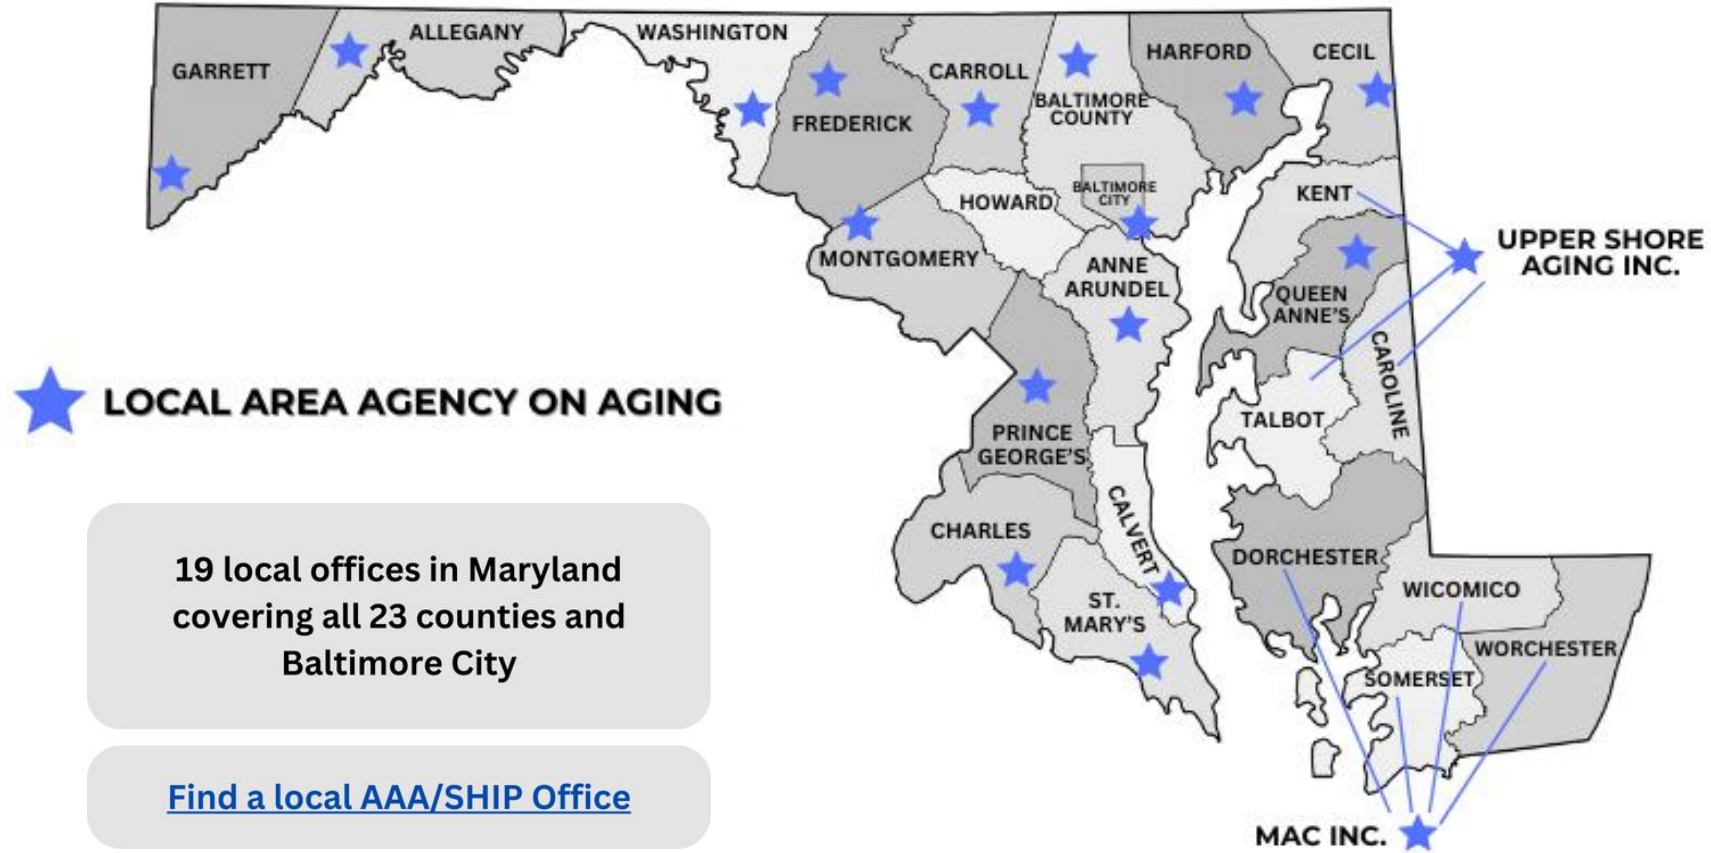 GARRETT
ALLEGANY
WASHINGTON
FREDERICK
CARROLL
BALTIMORE
COUNTY
HARFORD
CECIL
BALTIMORE
CITY
HOWARD
KENT
MONTGOMERY
ANNE
ARUNDEL
QUEEN
ANNE'S
UPPER SHORE
AGING INC.
CAROLINE
TALBOT
PRINCE
GEORGE'S
LOCAL AREA AGENCY ON AGING
CHARLES
CALVERT
ST.
MARY'S
DORCHESTER
WICOMICO
WORCHESTER
SOMERSET
MAC INC.
19 local offices in Maryland
covering all 23 counties and
Baltimore City
Find a local AAA/SHIP Office